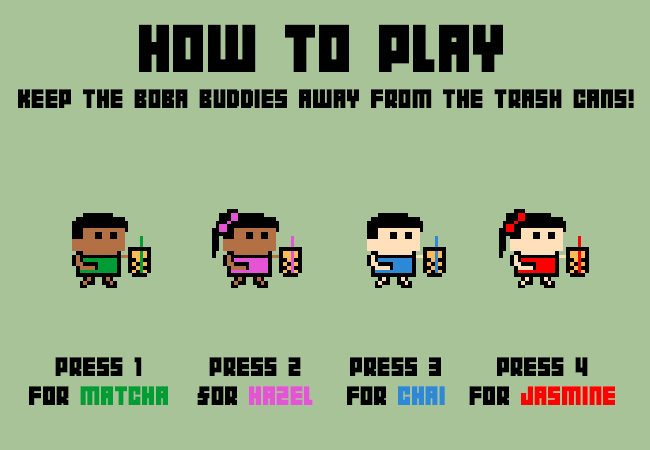 HOW TO PLAY
KEEP THE BOBA BUDDIES AWAY FROM THE TRASH CANS!
PRESS 1
FOR MATCHA
PRESS 2
FOR HAZEL
PRESS 3
FOR CHAI
PRESS 4
FOR JASMINE